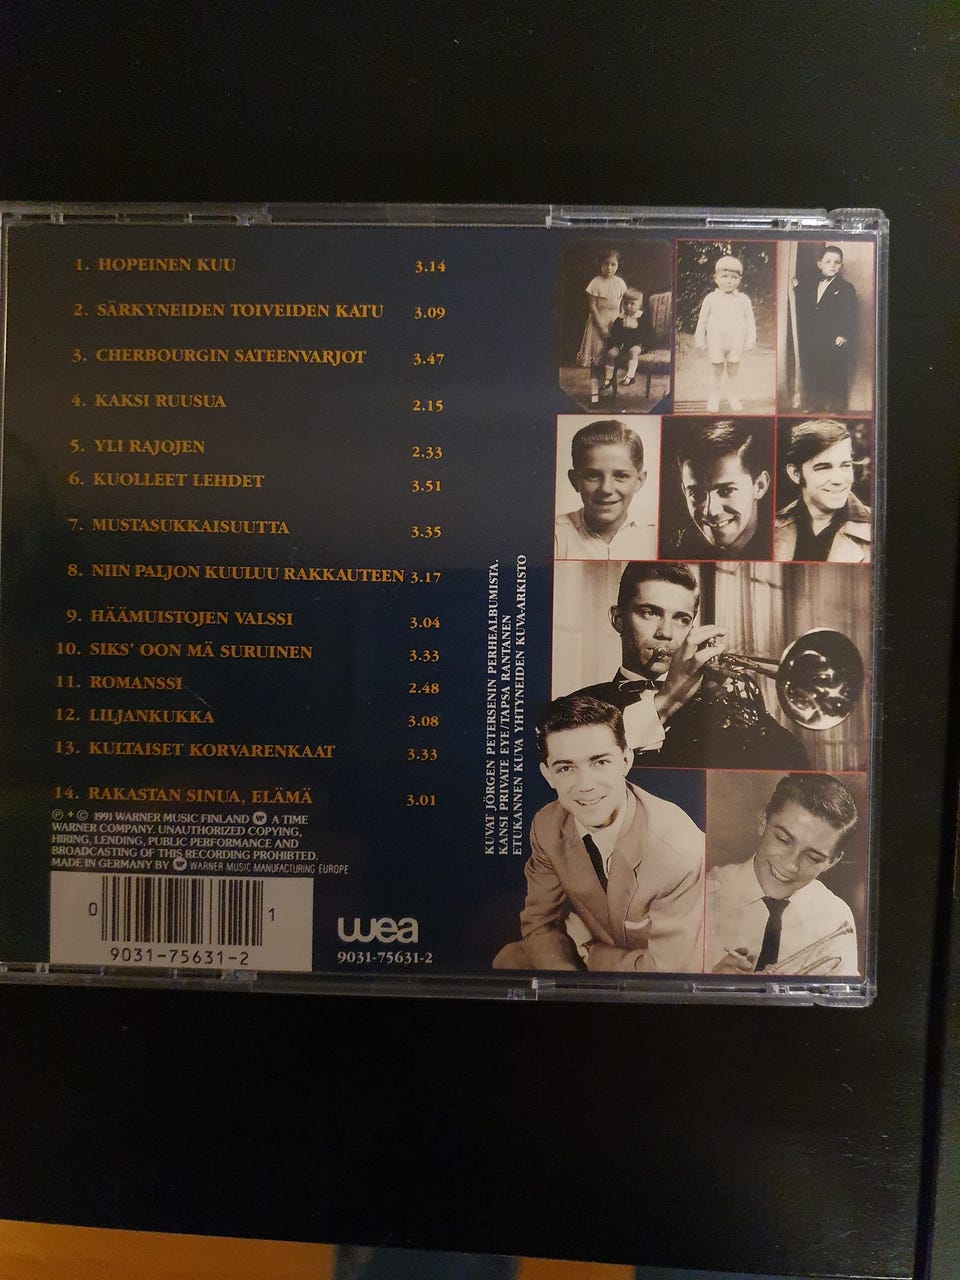 1. HOPEINEN KUU 3.14
2. SÄRKYNEIDEN TOIVEIDEN KATU 3.09
3. CHERBOURGIN SATEENVARJOT 3.47
4. KAKSI RUUSUA 2.15
5. YLI RAJOJEN 2.33
6. KUOLLEET LEHDET 3.51
7. MUSTASUKKAISUUTTA 3.35
8. NIIN PALJON KUULUU RAKKAUTEEN 3.17
9. HÄÄMUISTOJEN VALSSI 3.04
10. SIKS' OON MÄ SURUINEN 3.33
11. ROMANSSI 2.48
12. LILJANKUKKA 3.08
13. KULTAISET KORVARENKAAT 3.33
14. RAKASTAN SINUA, ELÄMÄ 3.01
℗ + © 1991 WARNER MUSIC FINLAND A TIME
WARNER COMPANY. UNAUTHORIZED COPYING,
HIRING, LENDING, PUBLIC PERFORMANCE AND
BROADCASTING OF THIS RECORDING PROHIBTED.
MADE IN GERMANY BY WARNER MUSIC MANUFACTURING EUROPE
0 1
9031-75631-2
wea
9031-75631-2
KUVAT JÖRGEN PETERSENIN PERHEALBUMISTA.
KANSI PRIVATE EYE/TAPSA RANTANEN
ETUKANNEN KUVA YHTYNEIDEN KUVA-ARKISTO